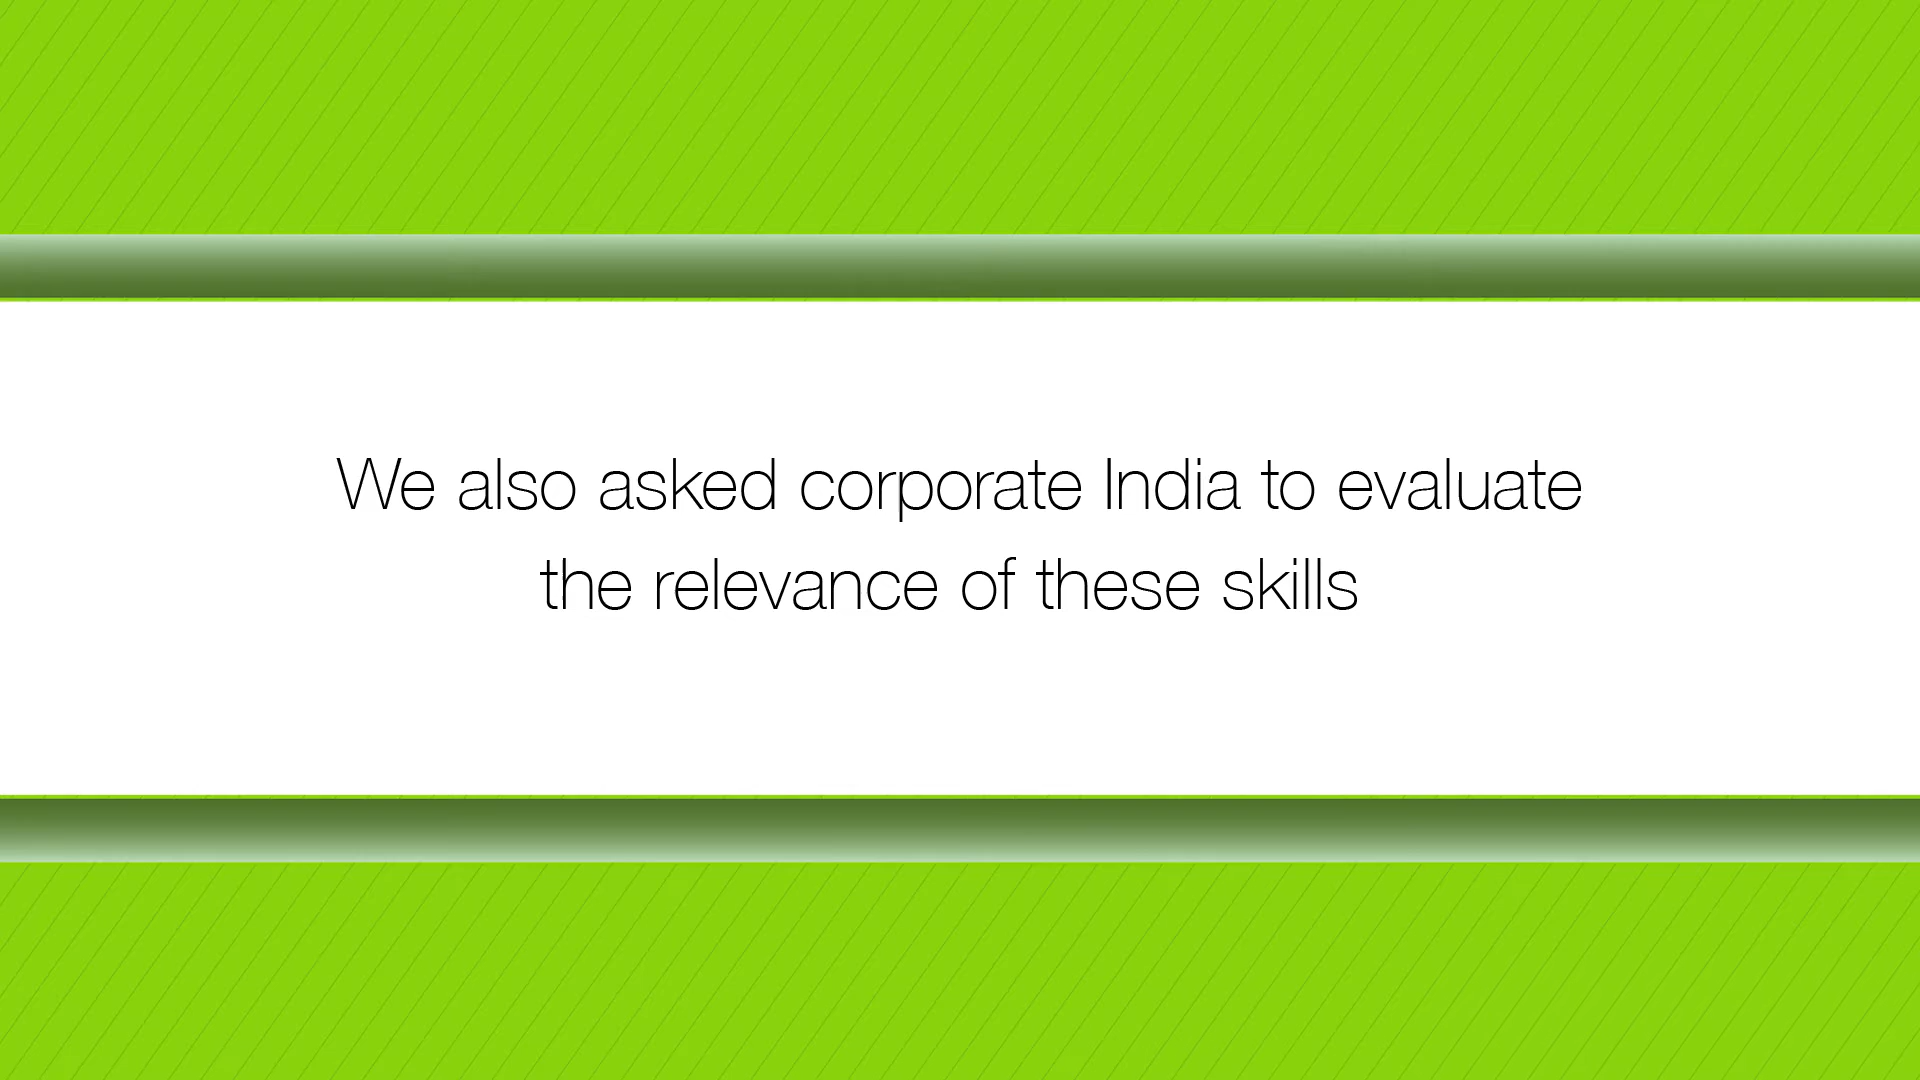 We also asked corporate India to evaluate
the relevance of these skills